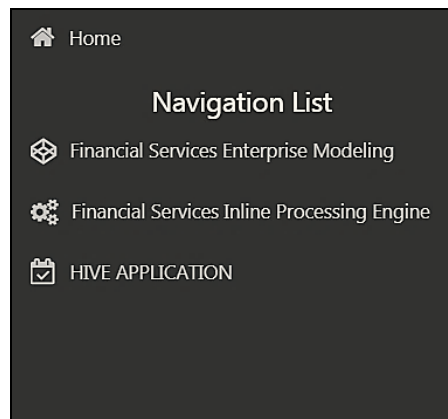 Home
Navigation List
Financial Services Enterprise Modeling
Financial Services Inline Processing Engine
HIVE APPLICATION